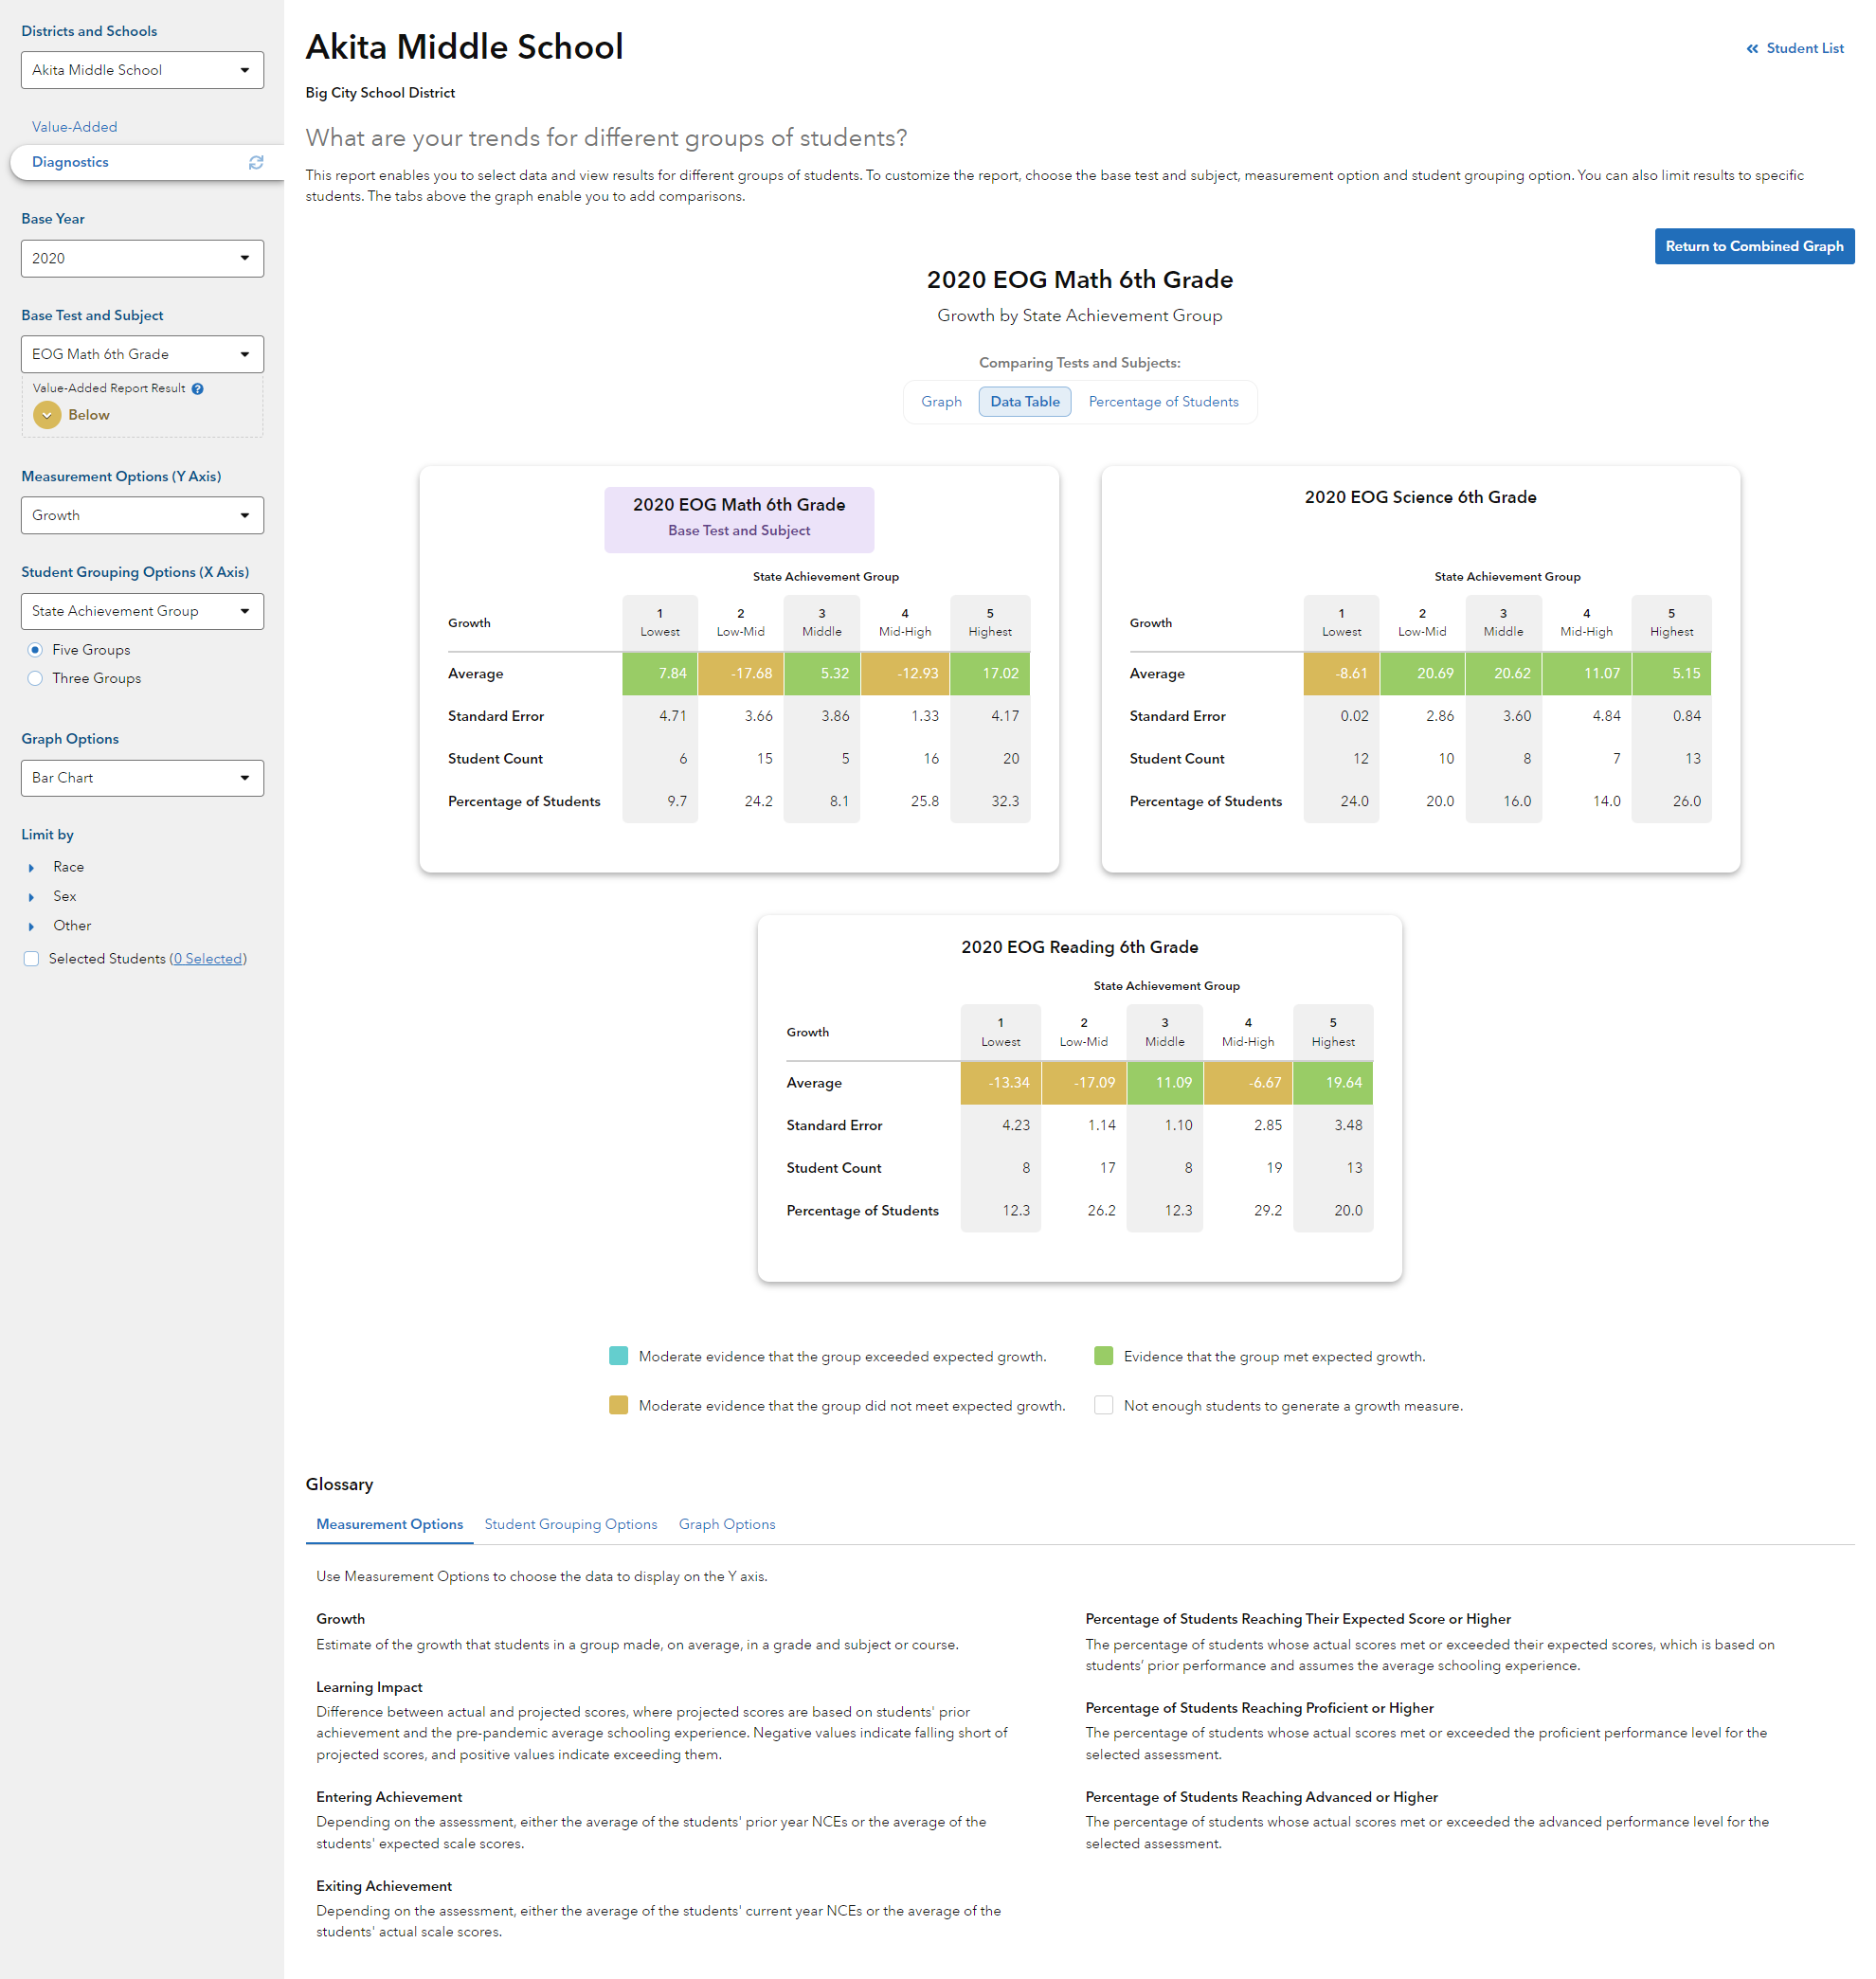 Districts and Schools
Akita Middle School
Value-Added
Diagnostics
Base Year
2020
Base Test and Subject
EOG Math 6th Grade
Value-Added Report Result ?
Below
Measurement Options (Y Axis)
Growth
Student Grouping Options (X Axis)
State Achievement Group
Five Groups
Three Groups
Graph Options
Bar Chart
Limit by
Race
Sex
Other
Selected Students (0 Selected)
Akita Middle School
Student List
Big City School District
What are your trends for different groups of students?
This report enables you to select data and view results for different groups of students. To customize the report, choose the base test and subject, measurement option and student grouping option. You can also limit results to specific
students. The tabs above the graph enable you to add comparisons.
Return to Combined Graph
2020 EOG Math 6th Grade
Growth by State Achievement Group
Comparing Tests and Subjects:
Graph Data Table Percentage of Students
2020 EOG Math 6th Grade
Base Test and Subject
State Achievement Group
Growth 1 Lowest 2 Low-Mid 3 Middle 4 Mid-High 5 Highest
Average 7.84 -17.68 5.32 -12.93 17.02
Standard Error 4.71 3.66 3.86 1.33 4.17
Student Count 6 15 5 16 20
Percentage of Students 9.7 24.2 8.1 25.8 32.3
2020 EOG Science 6th Grade
State Achievement Group
Growth 1 Lowest 2 Low-Mid 3 Middle 4 Mid-High 5 Highest
Average -8.61 20.69 20.62 11.07 5.15
Standard Error 0.02 2.86 3.60 4.84 0.84
Student Count 12 10 8 7 13
Percentage of Students 24.0 20.0 16.0 14.0 26.0
2020 EOG Reading 6th Grade
State Achievement Group
Growth 1 Lowest 2 Low-Mid 3 Middle 4 Mid-High 5 Highest
Average -13.34 -17.09 11.09 -6.67 19.64
Standard Error 4.23 1.14 1.10 2.85 3.48
Student Count 8 17 8 19 13
Percentage of Students 12.3 26.2 12.3 29.2 20.0
Moderate evidence that the group exceeded expected growth.
Evidence that the group met expected growth.
Moderate evidence that the group did not meet expected growth.
Not enough students to generate a growth measure.
Glossary
Measurement Options Student Grouping Options Graph Options
Use Measurement Options to choose the data to display on the Y axis.
Growth
Estimate of the growth that students in a group made, on average, in a grade and subject or course.
Learning Impact
Difference between actual and projected scores, where projected scores are based on students' prior
achievement and the pre-pandemic average schooling experience. Negative values indicate falling short of
projected scores, and positive values indicate exceeding them.
Entering Achievement
Depending on the assessment, either the average of the students' prior year NCEs or the average of the
students' expected scale scores.
Exiting Achievement
Depending on the assessment, either the average of the students' current year NCEs or the average of the
students' actual scale scores.
Percentage of Students Reaching Their Expected Score or Higher
The percentage of students whose actual scores met or exceeded their expected scores, which is based on
students’ prior performance and assumes the average schooling experience.
Percentage of Students Reaching Proficient or Higher
The percentage of students whose actual scores met or exceeded the proficient performance level for the
selected assessment.
Percentage of Students Reaching Advanced or Higher
The percentage of students whose actual scores met or exceeded the advanced performance level for the
selected assessment.